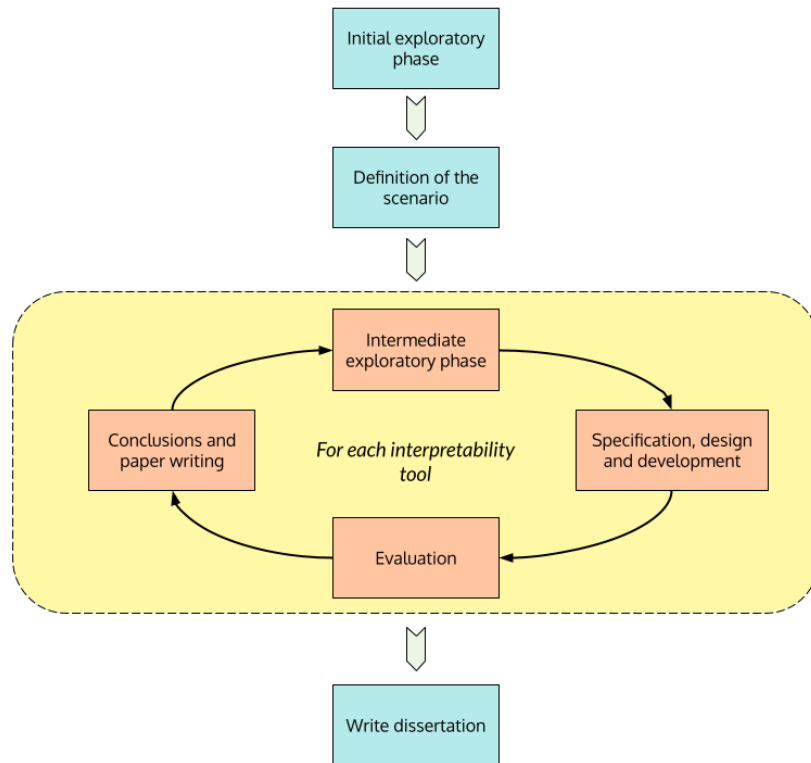 Initial exploratory
phase
Definition of the
scenario
Intermediate
exploratory phase
Conclusions and
paper writing
For each interpretability
tool
Specification, design
and development
Evaluation
Write dissertation